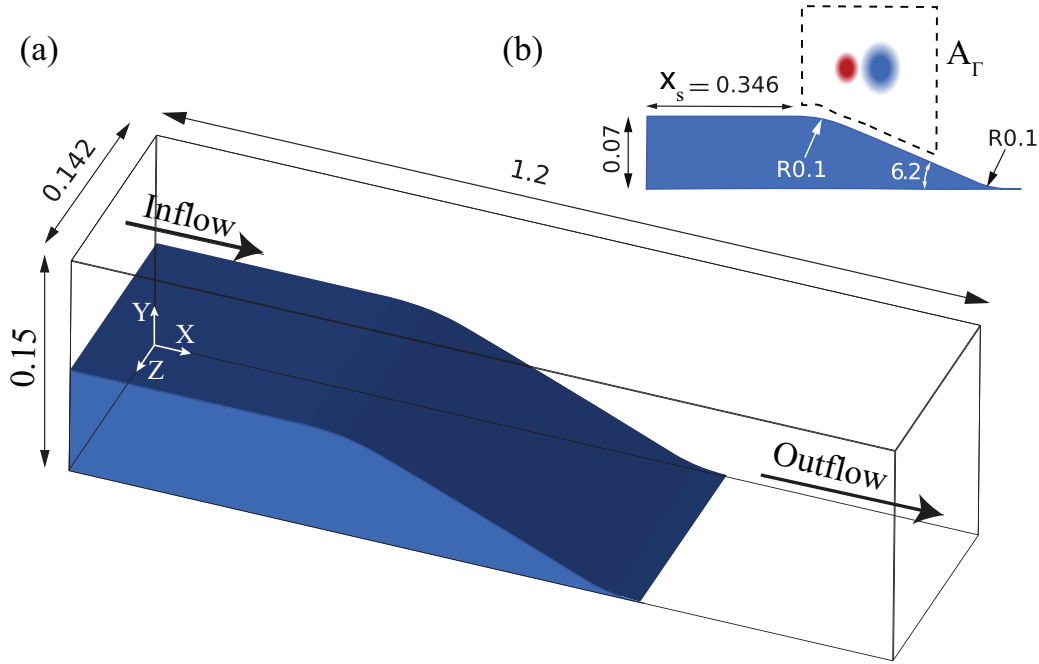 (a)
(b)
A_Γ
x_s = 0.346
0.07
R0.1
6.2
R0.1
0.142
1.2
Inflow
Y
X
Z
0.15
Outflow